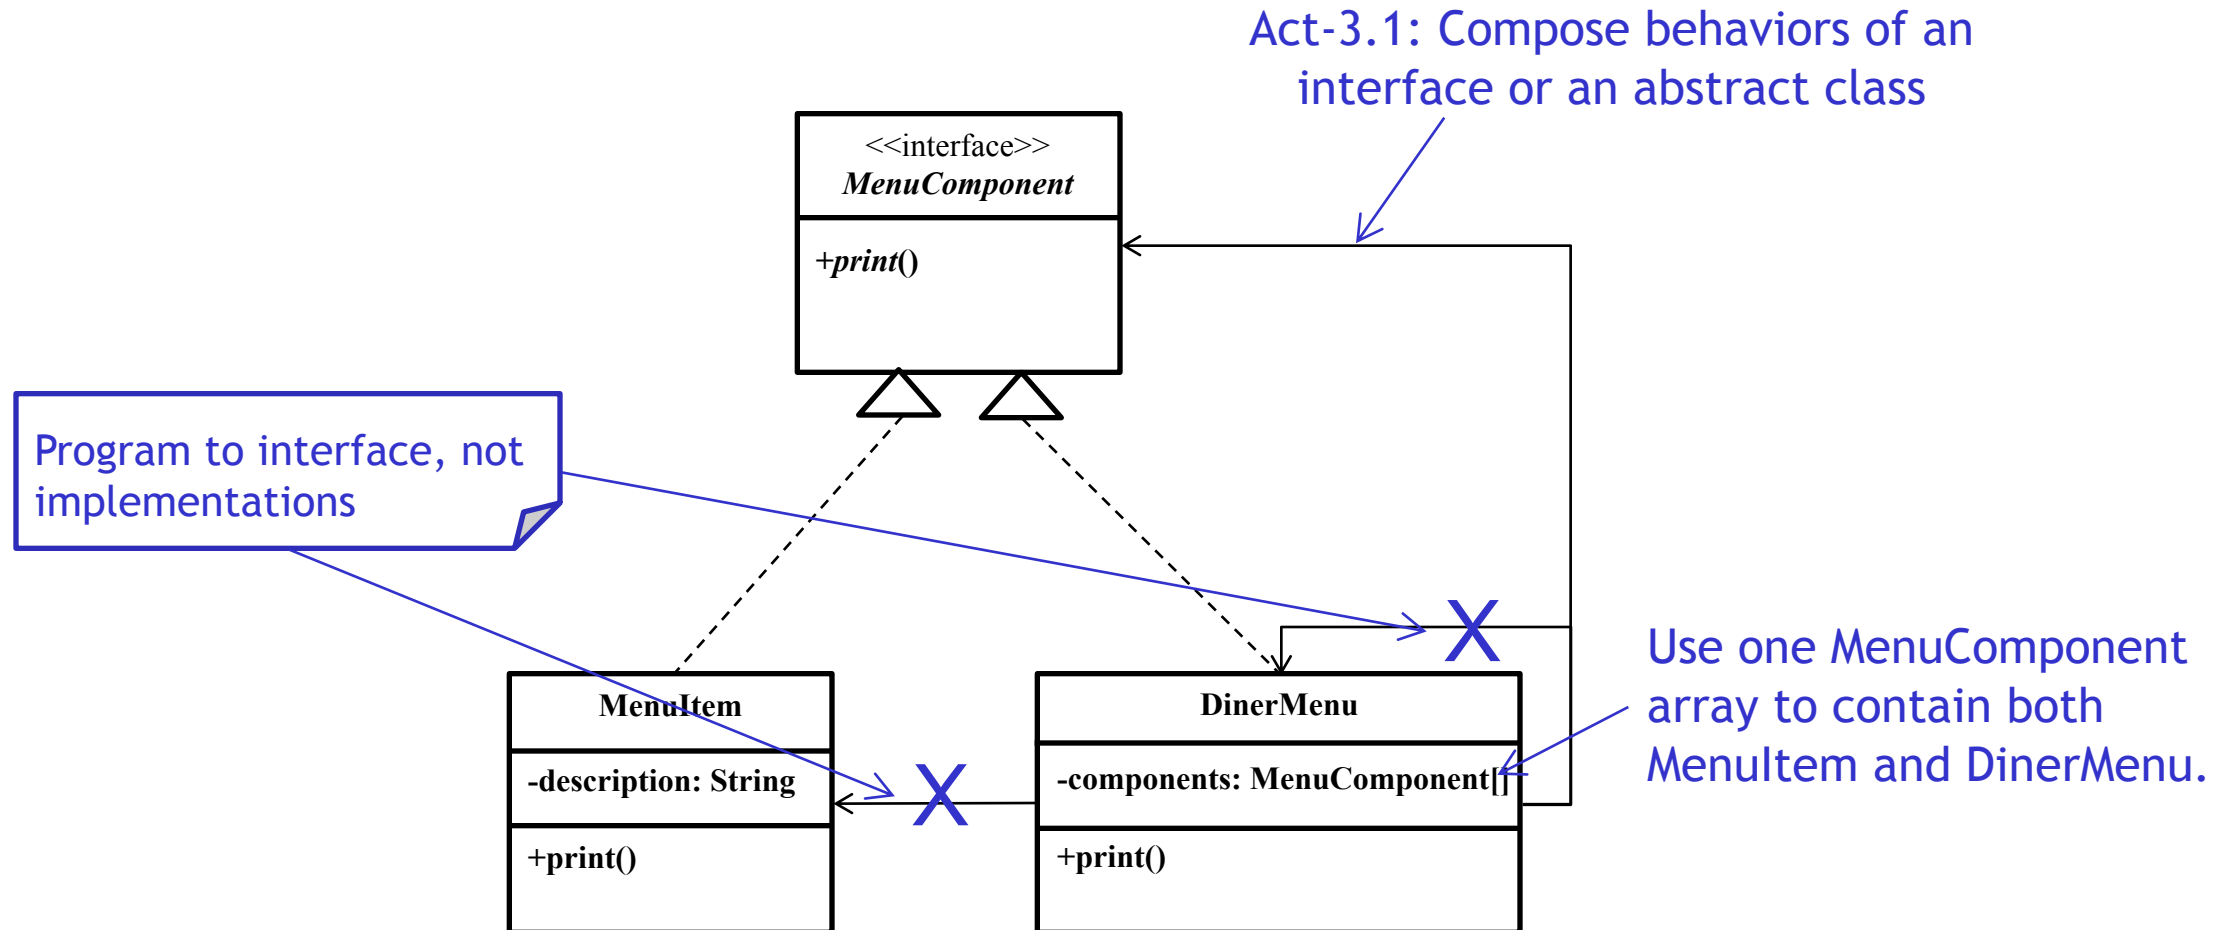 Act-3.1: Compose behaviors of an
interface or an abstract class
<<interface>>
MenuComponent
+print()
Program to interface, not
implementations
X
Use one MenuComponent
array to contain both
MenuItem and DinerMenu.
MenuItem
-description: String
+print()
X
DinerMenu
-components: MenuComponent[]
+print()